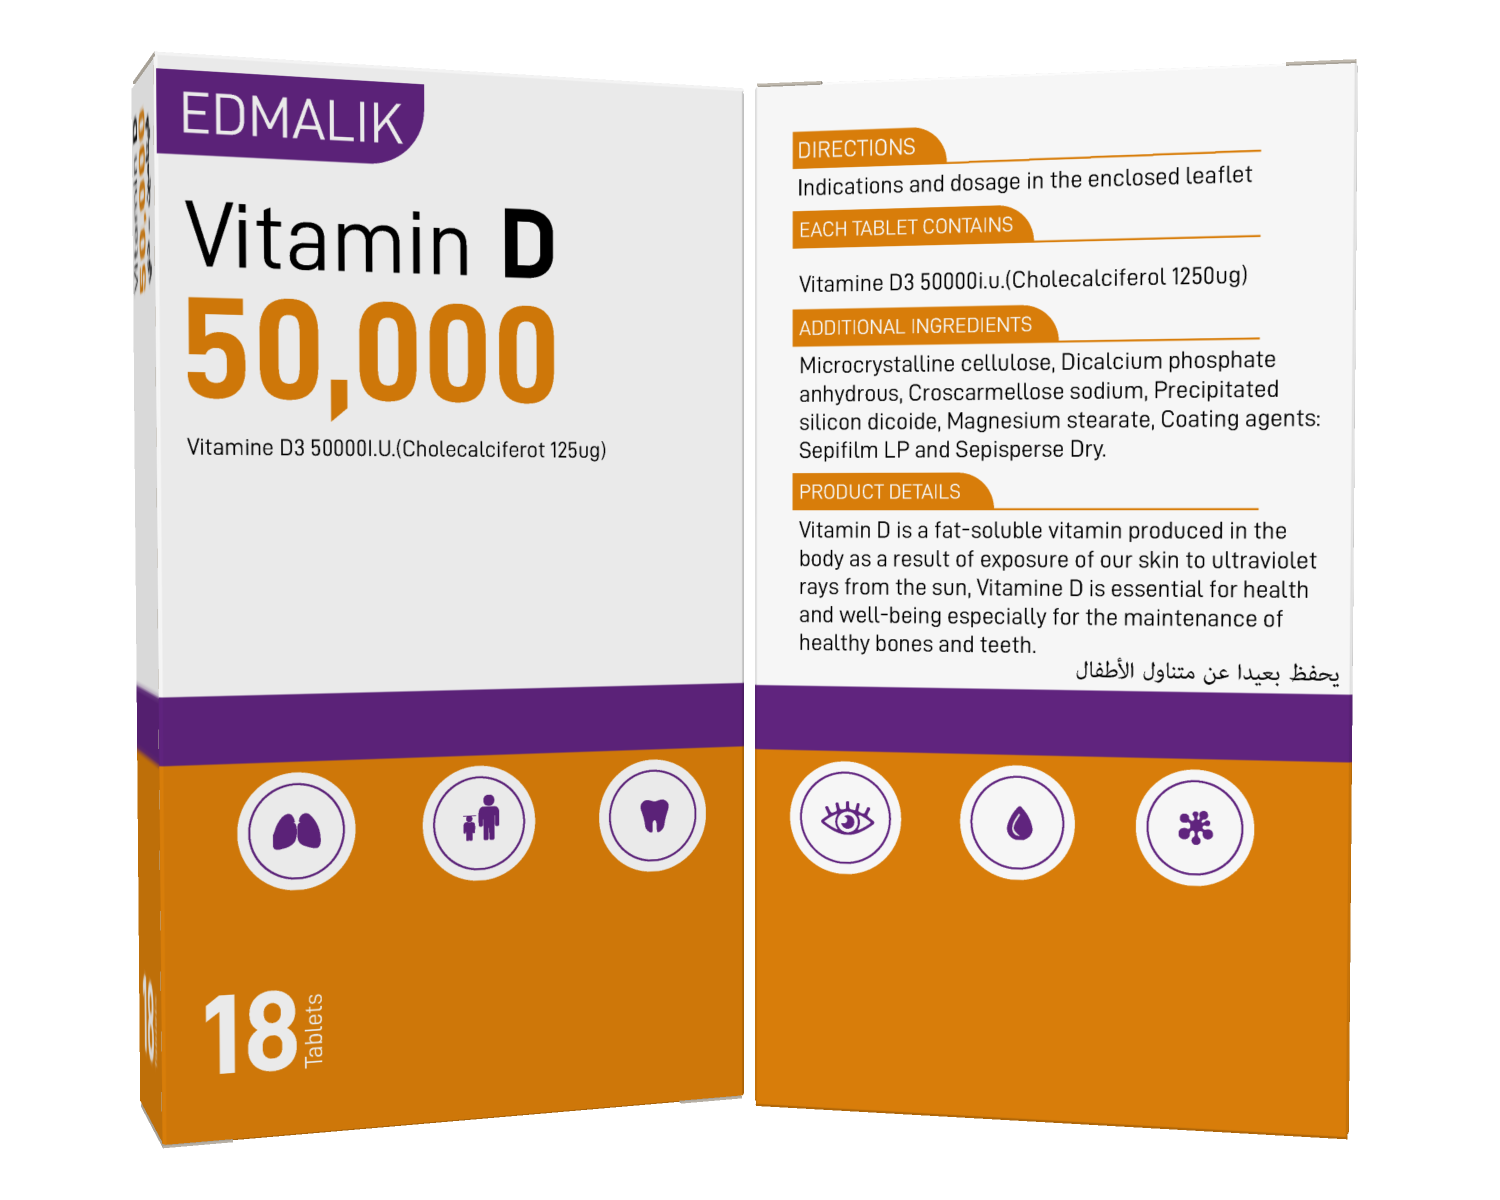 EDMALIK
Vitamin D
50,000
Vitamine D3 50000I.U.(Cholecalciferot 125ug)
18
Tablets
Vitamin D
50,000
18
DIRECTIONS
Indications and dosage in the enclosed leaflet
EACH TABLET CONTAINS
Vitamine D3 50000i.u.(Cholecalciferol 1250ug)
ADDITIONAL INGREDIENTS
Microcrystalline cellulose, Dicalcium phosphate
anhydrous, Croscarmellose sodium, Precipitated
silicon dicoide, Magnesium stearate, Coating agents:
Sepifilm LP and Sepisperse Dry.
PRODUCT DETAILS
Vitamin D is a fat-soluble vitamin produced in the
body as a result of exposure of our skin to ultraviolet
rays from the sun, Vitamine D is essential for health
and well-being especially for the maintenance of
healthy bones and teeth.
يحفظ بعيدا عن متناول الأطفال